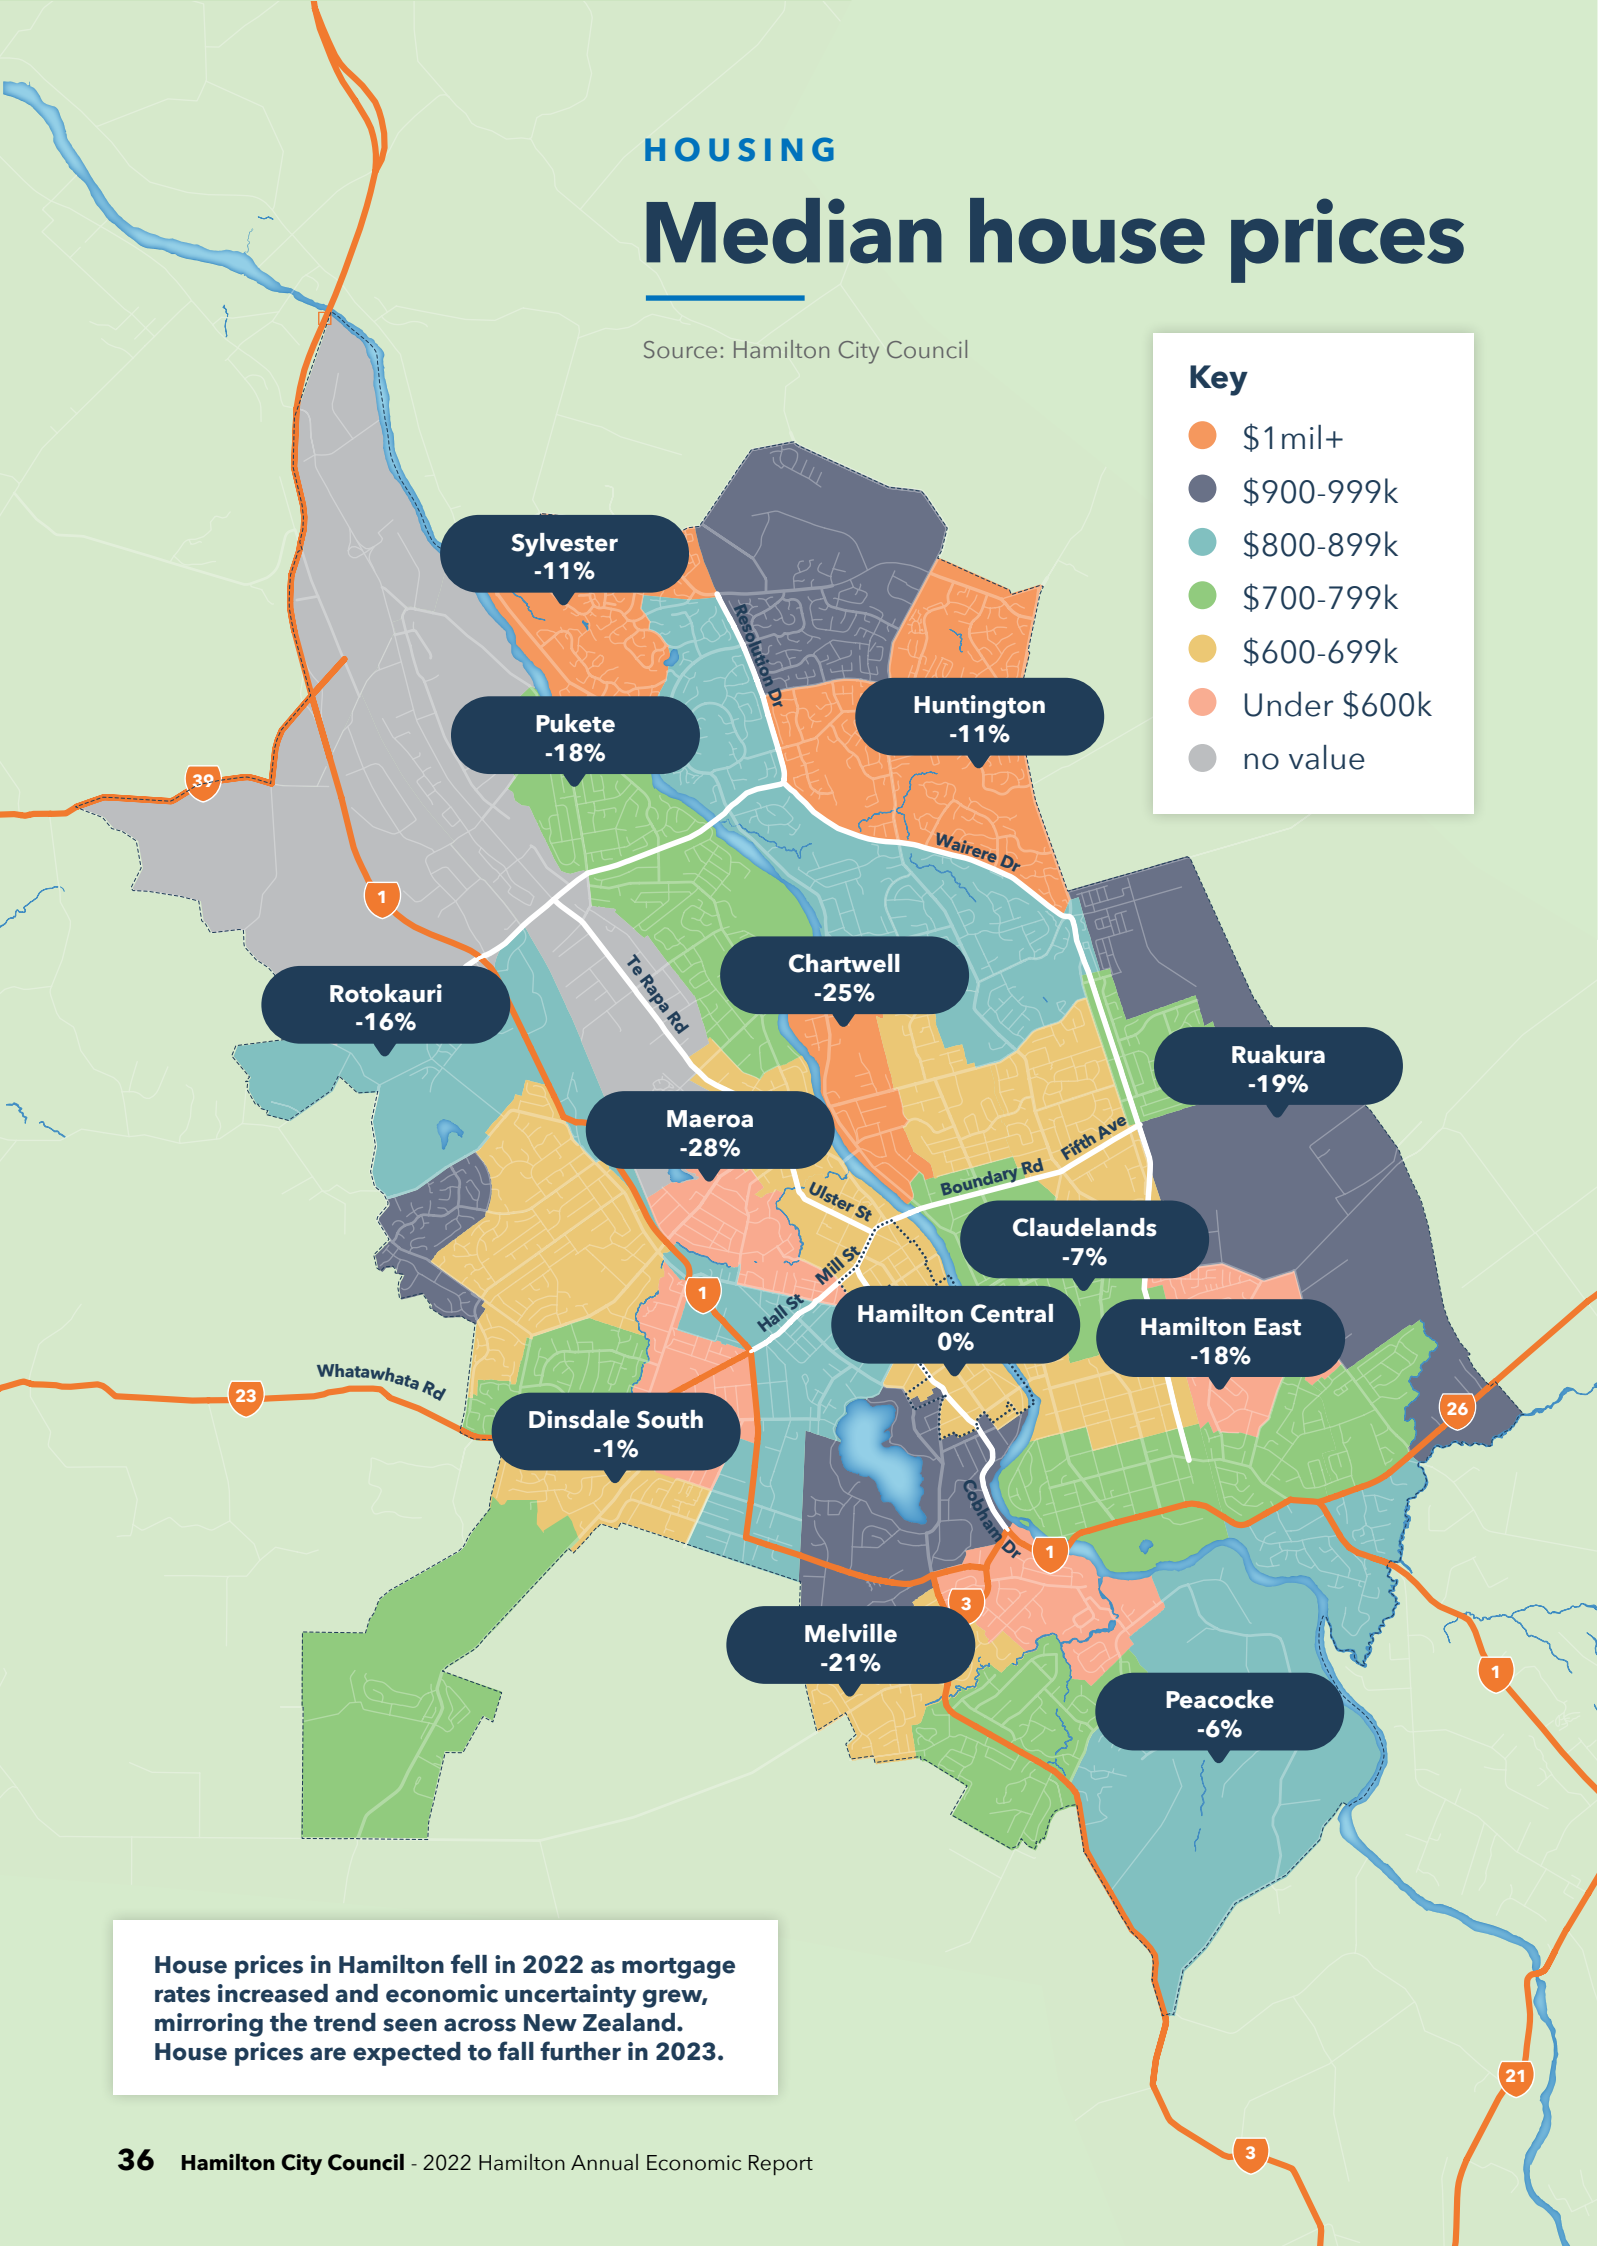 HOUSING
Median house prices
Source: Hamilton City Council
Key
$1mil+
$900-999k
$800-899k
$700-799k
$600-699k
Under $600k
no value
Sylvester
-11%
Resolution Dr
Huntington
-11%
Pukete
-18%
39
Wairere Dr
1
Chartwell
-25%
Te Rapa Rd
Rotokauri
-16%
Ruakura
-19%
Maeroa
-28%
Fifth Ave
Boundary Rd
Ulster St
Claudelands
-7%
Mill St
1
Hall St
Hamilton Central
0%
Hamilton East
-18%
Whatawhata Rd
23
26
Dinsdale South
-1%
Cobham Dr
1
3
Melville
-21%
1
Peacocke
-6%
House prices in Hamilton fell in 2022 as mortgage
rates increased and economic uncertainty grew,
mirroring the trend seen across New Zealand.
House prices are expected to fall further in 2023.
21
3
36 Hamilton City Council - 2022 Hamilton Annual Economic Report